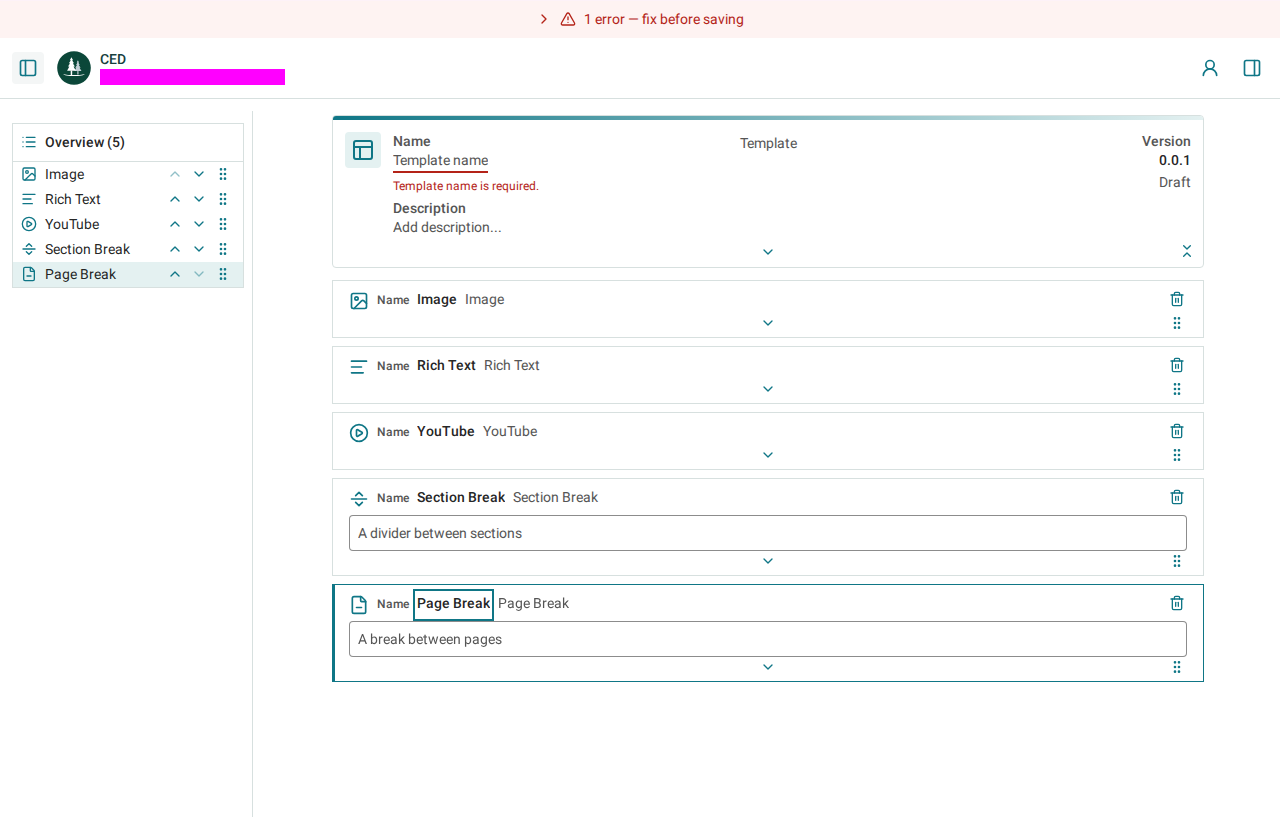 1 error — fix before saving
CED
Overview (5)
Image
Rich Text
YouTube
Section Break
Page Break
Name
Template name
Template name is required.
Description
Add description...
Template
Version
0.0.1
Draft
Name Image Image
Name Rich Text Rich Text
Name YouTube YouTube
Name Section Break Section Break
A divider between sections
Name Page Break Page Break
A break between pages